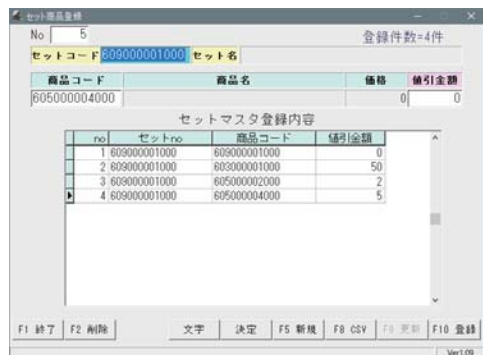 セット商品登録
No 5 登録件数=4件
セットコード 609000001000 セット名
商品コード 商品名 価格 値引金額
605000004000 0 0
セットマスタ登録内容
no セットno 商品コード 値引金額
1 609000001000 609000001000 0
2 609000001000 603000001000 50
3 609000001000 605000002000 2
4 609000001000 605000004000 5
F1 終了 F2 削除 文字 決定 F5 新規 F8 CSV F8 更新 F10 登録
Ver1.09